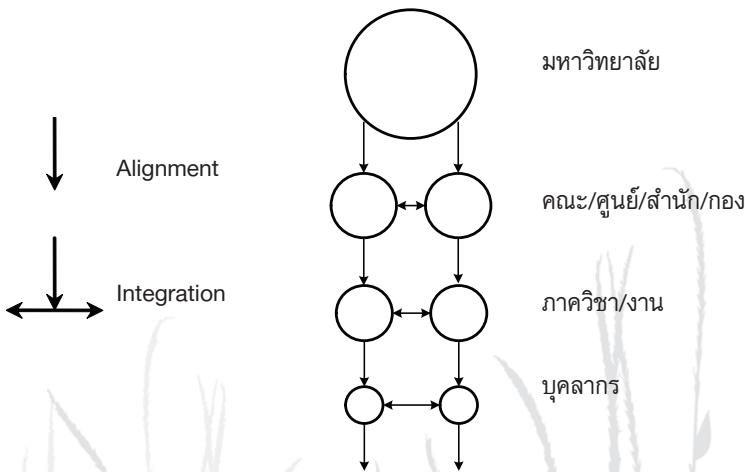 มหาวิทยาลัย
Alignment
คณะ/ศูนย์/สำนัก/กอง
Integration
ภาควิชา/งาน
บุคลากร